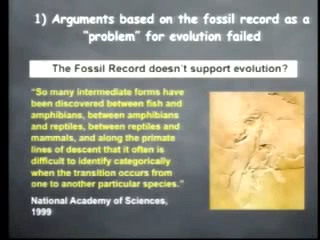 1) Arguments based on the fossil record as a
"problem" for evolution failed
The Fossil Record doesn't support evolution?
"So many intermediate forms have
been discovered between fish and
amphibians, between amphibians
and reptiles, between reptiles and
mammals, and along the primate
lines of descent that it often is
difficult to identify categorically
when the transition occurs from
one to another particular species."
National Academy of Sciences,
1999